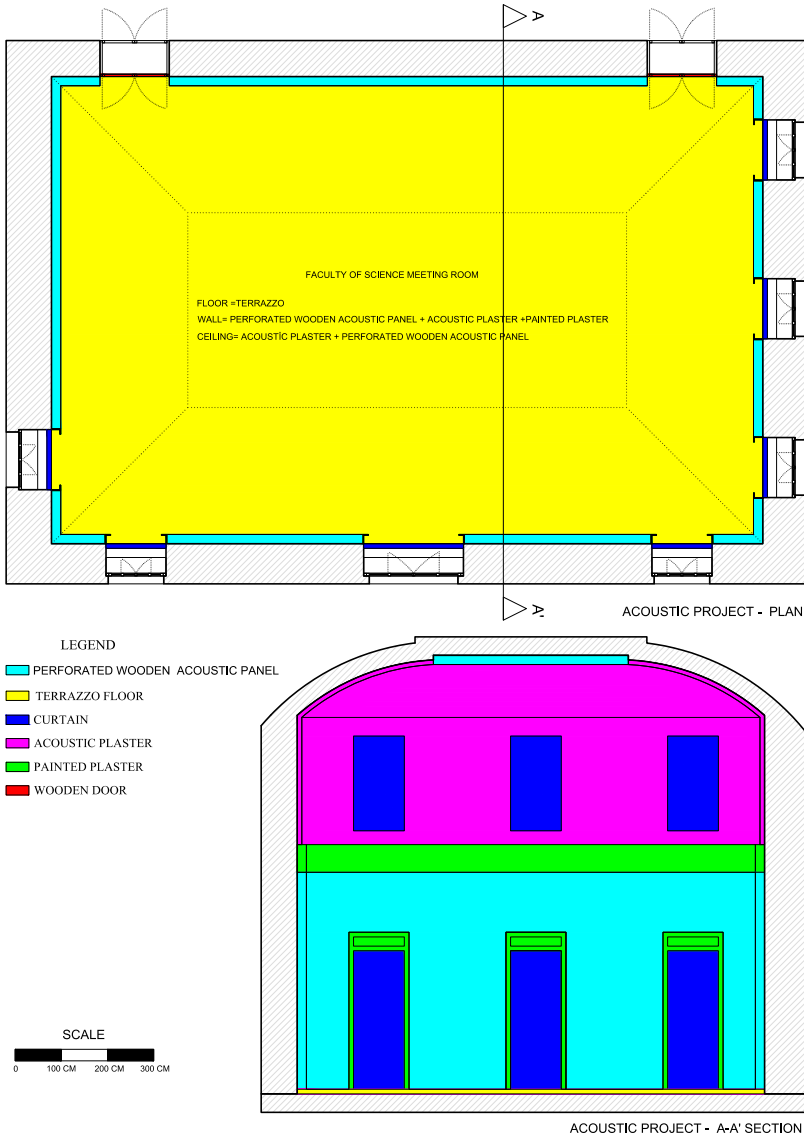 A
FACULTY OF SCIENCE MEETING ROOM
FLOOR =TERRAZZO
WALL= PERFORATED WOODEN ACOUSTIC PANEL + ACOUSTIC PLASTER +PAINTED PLASTER
CEILING= ACOUSTİC PLASTER + PERFORATED WOODEN ACOUSTIC PANEL
A'
ACOUSTIC PROJECT - PLAN
LEGEND
PERFORATED WOODEN ACOUSTIC PANEL
TERRAZZO FLOOR
CURTAIN
ACOUSTIC PLASTER
PAINTED PLASTER
WOODEN DOOR
SCALE
0 100 CM 200 CM 300 CM
ACOUSTIC PROJECT - A-A' SECTION